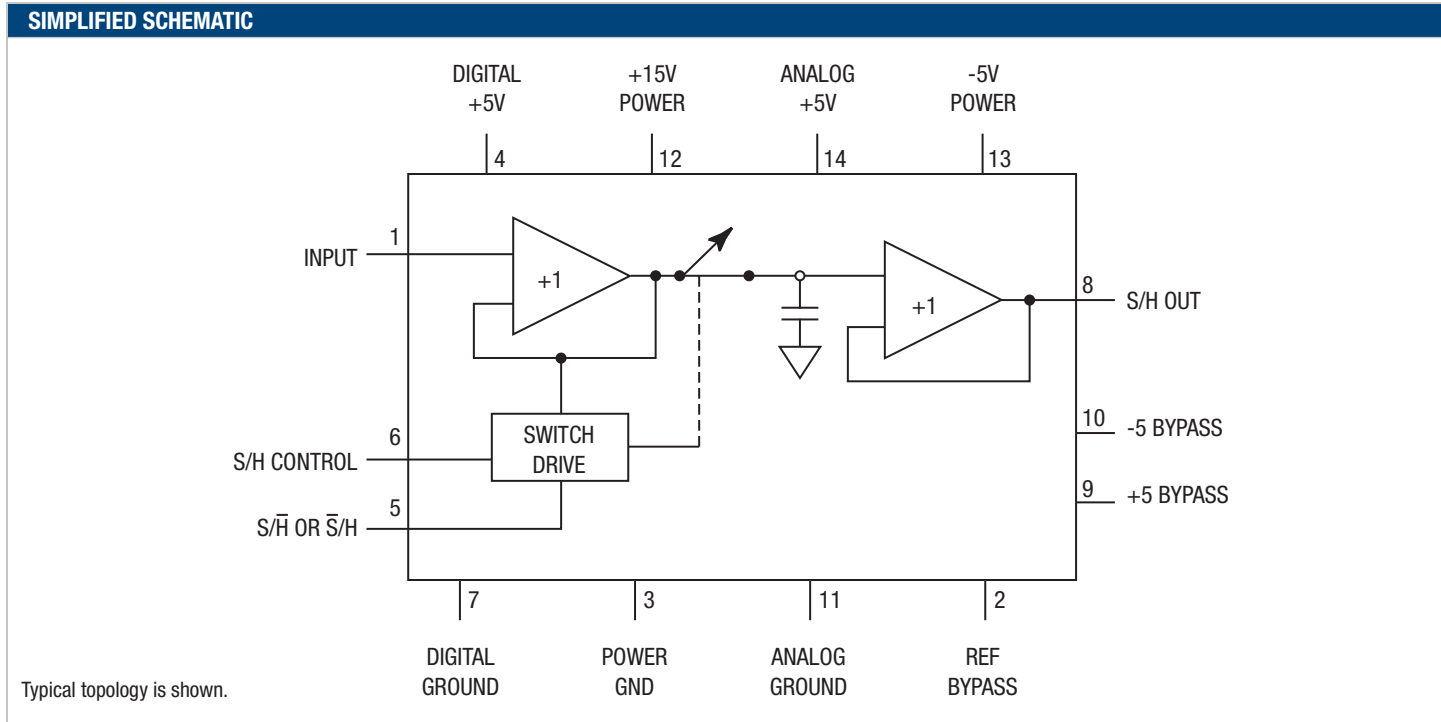 SIMPLIFIED SCHEMATIC
DIGITAL
+5V
+15V
POWER
ANALOG
+5V
-5V
POWER
4
12
14
13
1
INPUT
+1
+1
8
S/H OUT
6
S/H CONTROL
SWITCH
DRIVE
10
-5 BYPASS
9
+5 BYPASS
5
S/H̅ OR S̅/H
7
3
11
2
DIGITAL
GROUND
POWER
GND
ANALOG
GROUND
REF
BYPASS
Typical topology is shown.